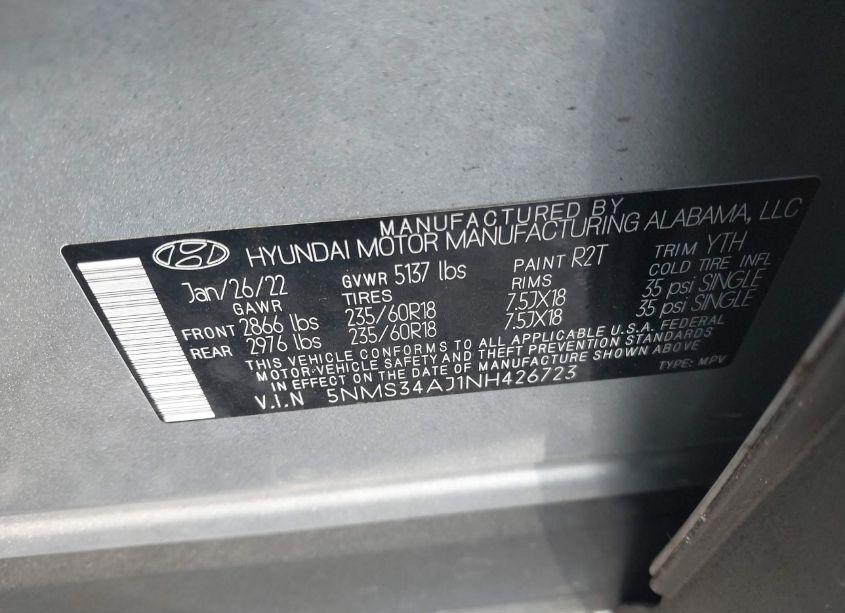 MANUFACTURED BY
HYUNDAI MOTOR MANUFACTURING ALABAMA, LLC
Jan/26/22 GVWR 5137 lbs PAINT R2T TRIM YTH
GAWR TIRES RIMS COLD TIRE INFL
FRONT 2866 lbs 235/60R18 7.5JX18 35 psi SINGLE
REAR 2976 lbs 235/60R18 7.5JX18 35 psi SINGLE
THIS VEHICLE CONFORMS TO ALL APPLICABLE U.S.A. FEDERAL
MOTOR-VEHICLE SAFETY AND THEFT PREVENTION STANDARDS
IN EFFECT ON THE DATE OF MANUFACTURE SHOWN ABOVE
V.I.N 5NMS34AJ1NH426723 TYPE: MPV